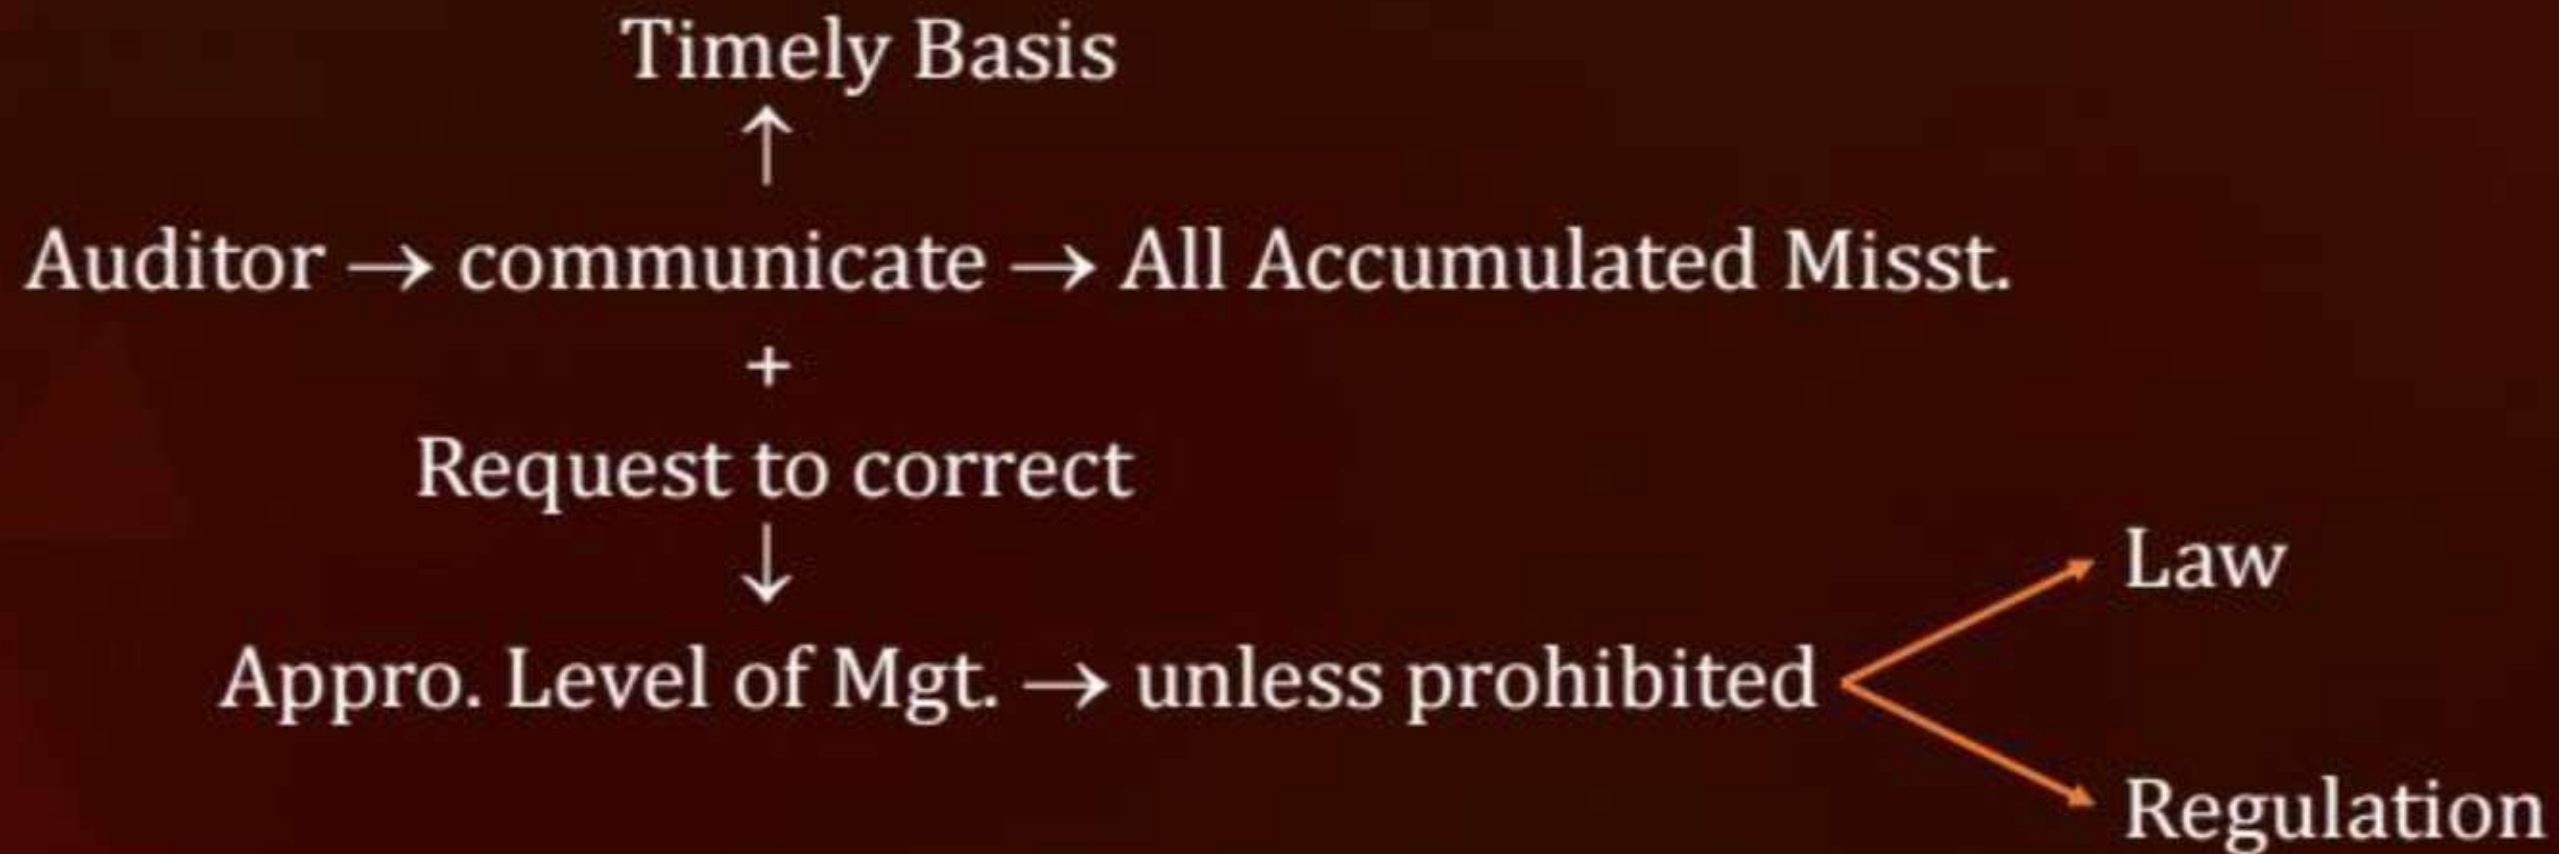 Timely Basis
↑
Auditor → communicate → All Accumulated Misst.
+
Request to correct
↓
Law
Appro. Level of Mgt. → unless prohibited
Regulation